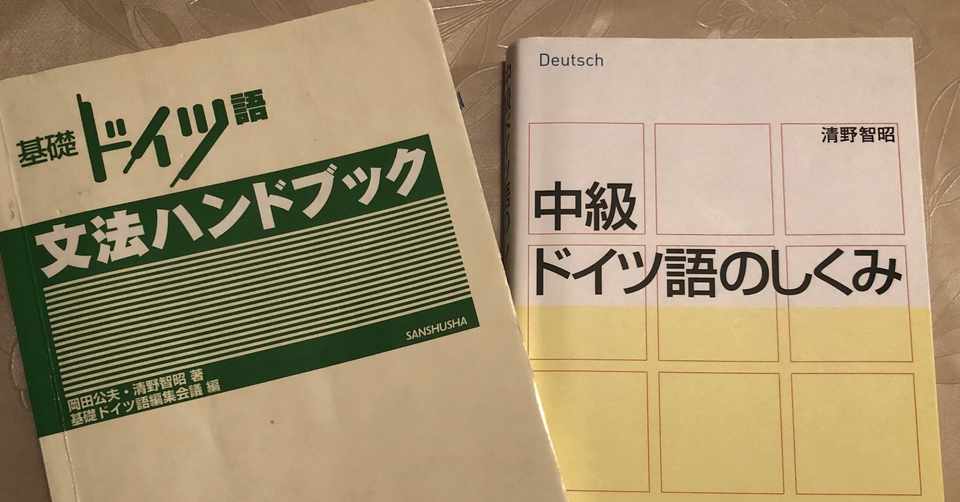 基礎ドイツ語
文法ハンドブック
SANSHUSHA
岡田公夫・清野智昭 著
基礎ドイツ語編集会議 編
Deutsch
清野智昭
中級
ドイツ語のしくみ